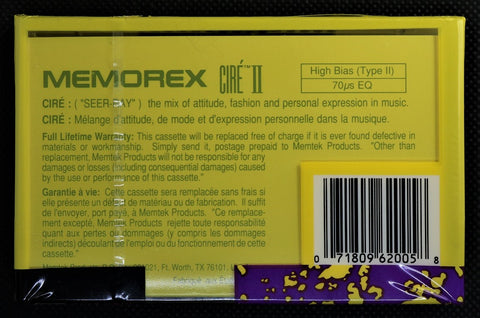 MEMOREX CIRÉ™ II
High Bias (Type II)
70µs EQ
CIRÉ : ( "SEER-RAY" ) the mix of attitude, fashion and personal expression in music.
CIRÉ : Mélange d'attitude, de mode et d'expression personnelle dans la musique.
Full Lifetime Warranty: This cassette will be replaced free of charge if it is ever found defective in
materials or workmanship. Simply send it, postage prepaid to Memtek Products. "Other than
replacement, Memtek Products will not be responsible for any
damages or losses (including consequential damages) caused
by the use or performance of this cassette."
Garantie à vie: Cette cassette sera remplacée sans frais si
elle présente un défaut de matériau ou de fabrication. Il suffit
de l'envoyer, port payé, à Memtek Products. "Ce remplace-
ment excepté, Memtek Products rejette toute responsabilité
quant aux pertes ou dommages (y compris les dommages
indirects) découlant de l'emploi ou du fonctionnement de cette
cassette."
Memtek Products, Ft. Worth, TX 76101,
0 71809 62005 8